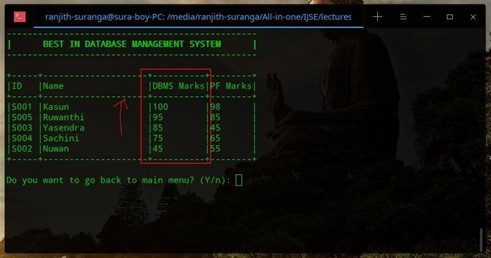 ranjith-suranga@sura-boy-PC: /media/ranjith-suranga/All-in-one/IJSE/lectures
| BEST IN DATABASE MANAGEMENT SYSTEM |
|ID |Name |DBMS Marks|PF Marks |
|S001 |Kasun |100 |98 |
|S005 |Ruwanthi |95 |85 |
|S003 |Yasendra |85 |45 |
|S004 |Sachini |75 |65 |
|S002 |Nuwan |45 |55 |
Do you want to go back to main menu? (Y/n):